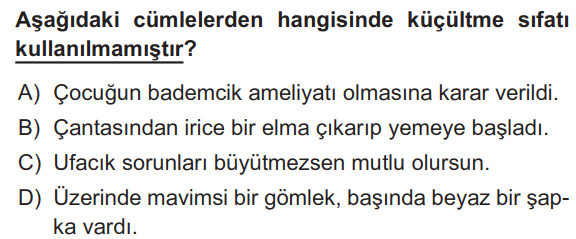 Aşağıdaki cümlelerden hangisinde küçültme sıfatı
kullanılmamıştır?
A) Çocuğun bademcik ameliyatı olmasına karar verildi.
B) Çantasından irice bir elma çıkarıp yemeye başladı.
C) Ufacık sorunları büyütmezsen mutlu olursun.
D) Üzerinde mavimsi bir gömlek, başında beyaz bir şap-
ka vardı.